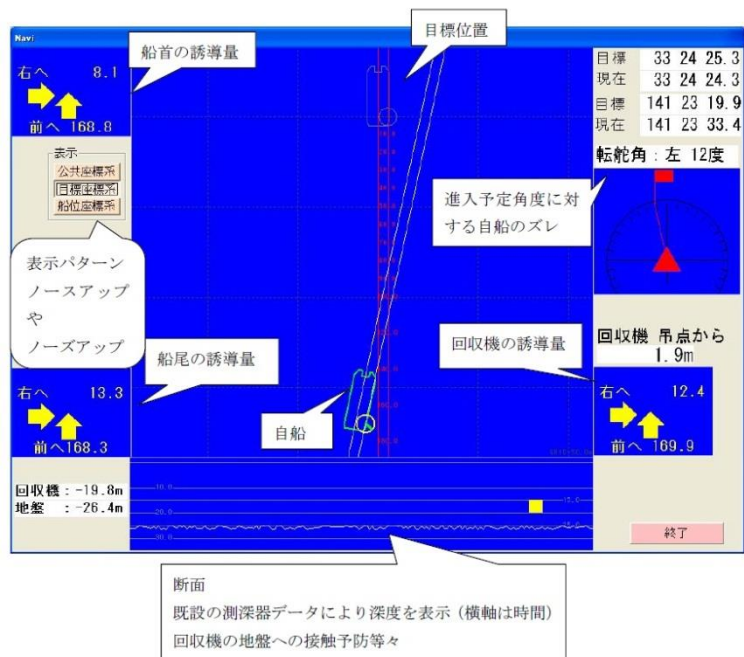 Navi
船首の誘導量
目標位置
右へ 8.1
前へ 168.8
目標 33 24 25.3
現在 33 24 24.3
目標 141 23 19.9
現在 141 23 33.4
転舵角：左 12度
表示
公共座標系
目標座標系
船位座標系
進入予定角度に対
する自船のズレ
表示パターン
ノースアップ
や
ノーズアップ
船尾の誘導量
回収機の誘導量
回収機 吊点から
1.9m
右へ 13.3
前へ168.3
自船
右へ 12.4
前へ 169.9
回収機：-19.8m
地盤 ：-26.4m
終了
断面
既設の測深器データにより深度を表示（横軸は時間）
回収機の地盤への接触予防等々